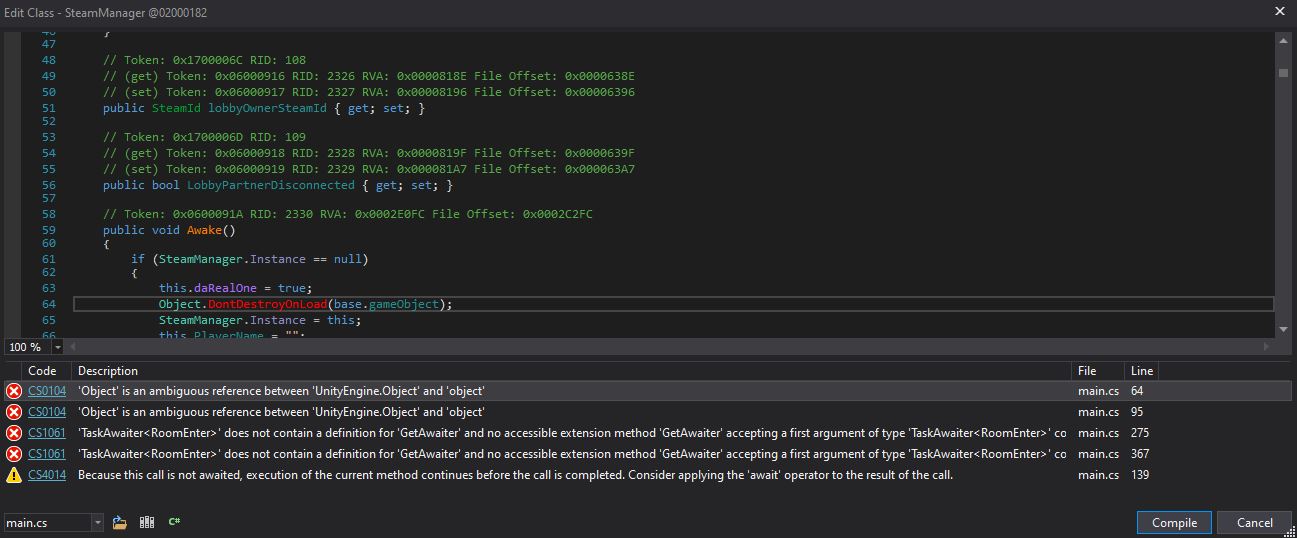 Edit Class - SteamManager @02000182
46 }
47
48 // Token: 0x1700006C RID: 108
49 // (get) Token: 0x06000916 RID: 2326 RVA: 0x0000818E File Offset: 0x0000638E
50 // (set) Token: 0x06000917 RID: 2327 RVA: 0x00008196 File Offset: 0x00006396
51 public SteamId lobbyOwnerSteamId { get; set; }
52
53 // Token: 0x1700006D RID: 109
54 // (get) Token: 0x06000918 RID: 2328 RVA: 0x0000819F File Offset: 0x0000639F
55 // (set) Token: 0x06000919 RID: 2329 RVA: 0x000081A7 File Offset: 0x000063A7
56 public bool LobbyPartnerDisconnected { get; set; }
57
58 // Token: 0x0600091A RID: 2330 RVA: 0x0002E0FC File Offset: 0x0002C2FC
59 public void Awake()
60 {
61 if (SteamManager.Instance == null)
62 {
63 this.daRealOne = true;
64 Object.DontDestroyOnLoad(base.gameObject);
65 SteamManager.Instance = this;
66 this.PlayerName = "";
100 %
Code Description File Line
CS0104 'Object' is an ambiguous reference between 'UnityEngine.Object' and 'object' main.cs 64
CS0104 'Object' is an ambiguous reference between 'UnityEngine.Object' and 'object' main.cs 95
CS1061 'TaskAwaiter<RoomEnter>' does not contain a definition for 'GetAwaiter' and no accessible extension method 'GetAwaiter' accepting a first argument of type 'TaskAwaiter<RoomEnter>' co main.cs 275
CS1061 'TaskAwaiter<RoomEnter>' does not contain a definition for 'GetAwaiter' and no accessible extension method 'GetAwaiter' accepting a first argument of type 'TaskAwaiter<RoomEnter>' co main.cs 367
CS4014 Because this call is not awaited, execution of the current method continues before the call is completed. Consider applying the 'await' operator to the result of the call. main.cs 139
main.cs C# Compile Cancel